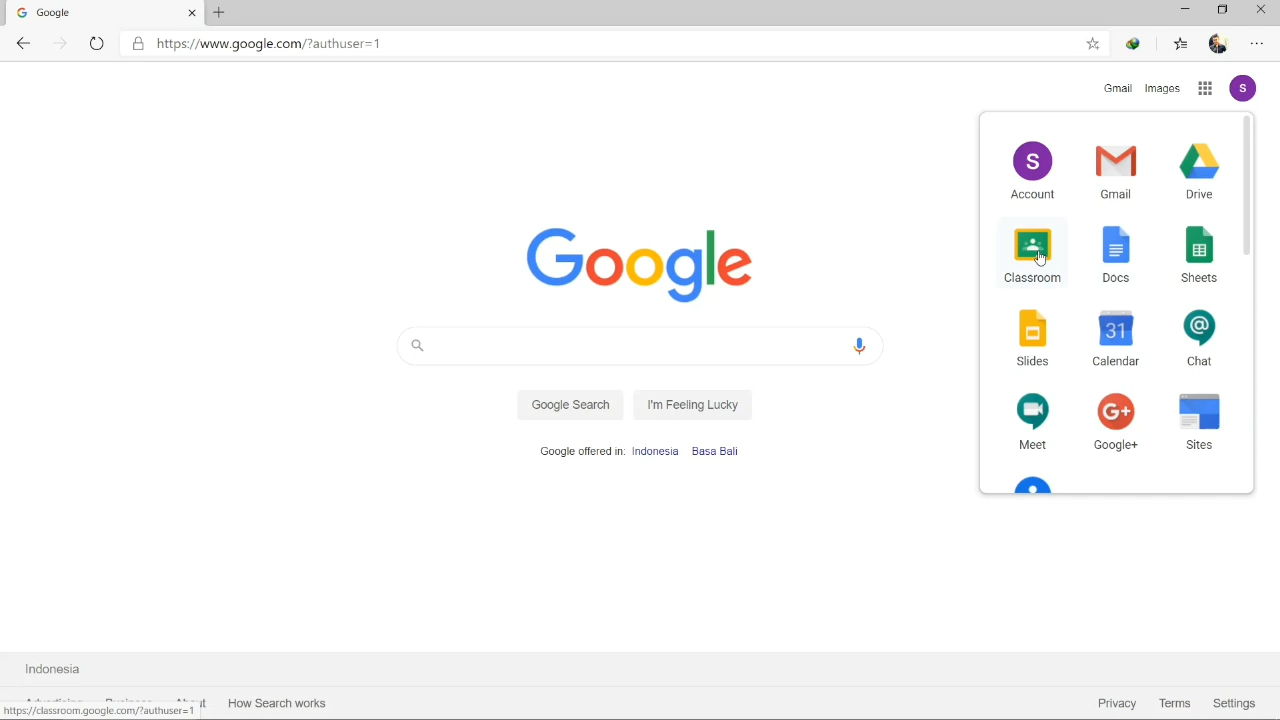 Google
https://www.google.com/?authuser=1
Gmail Images S
S
Account Gmail Drive
Classroom Docs Sheets
31 @
Slides Calendar Chat
G+
Meet Google+ Sites
Google
Google Search I'm Feeling Lucky
Google offered in: Indonesia Basa Bali
Indonesia
How Search works Privacy Terms Settings
https://classroom.google.com/?authuser=1